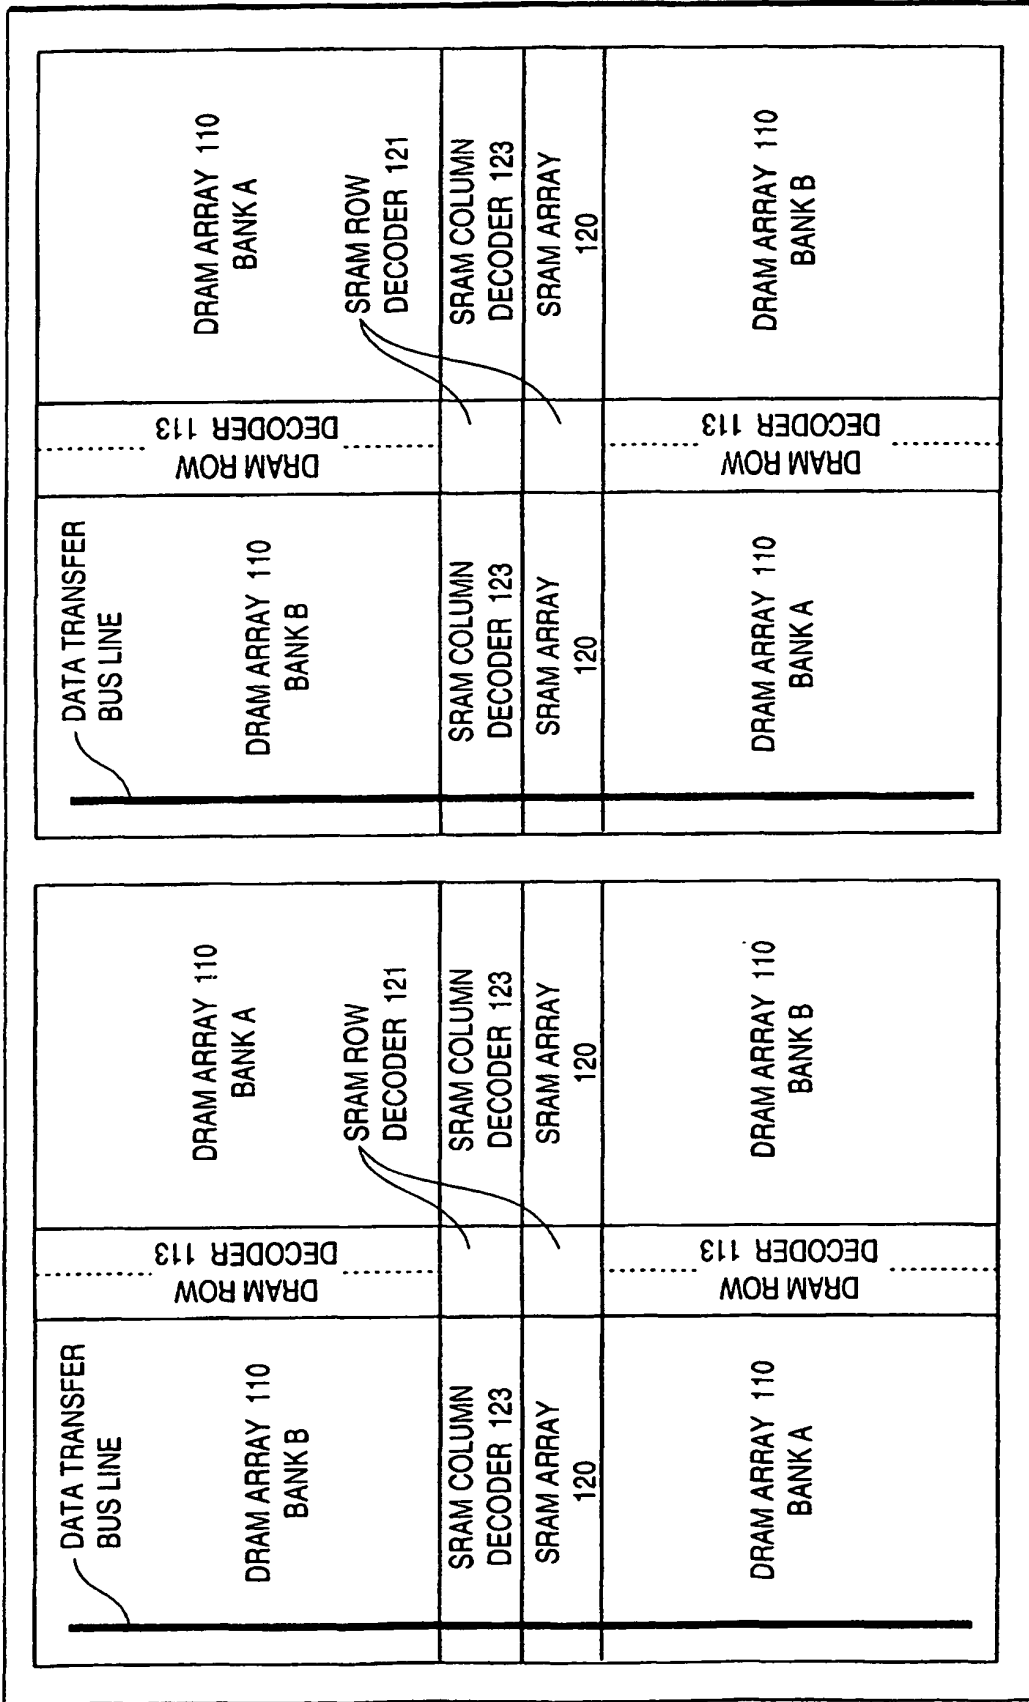 DATA TRANSFER
BUS LINE
DRAM ARRAY 110
BANK B
DRAM ROW
DECODER 113
DRAM ARRAY 110
BANK A
SRAM ROW
DECODER 121
SRAM COLUMN
DECODER 123
SRAM COLUMN
DECODER 123
SRAM ARRAY
120
SRAM ARRAY
120
DRAM ARRAY 110
BANK A
DRAM ROW
DECODER 113
DRAM ARRAY 110
BANK B
DATA TRANSFER
BUS LINE
DRAM ARRAY 110
BANK B
DRAM ROW
DECODER 113
DRAM ARRAY 110
BANK A
SRAM ROW
DECODER 121
SRAM COLUMN
DECODER 123
SRAM COLUMN
DECODER 123
SRAM ARRAY
120
SRAM ARRAY
120
DRAM ARRAY 110
BANK A
DRAM ROW
DECODER 113
DRAM ARRAY 110
BANK B